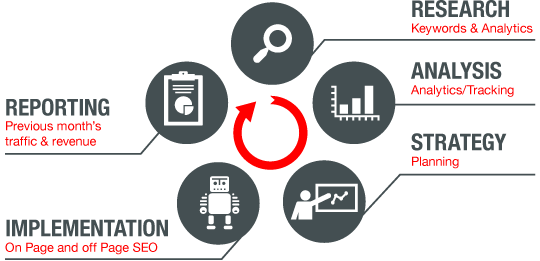 RESEARCH
Keywords & Analytics
ANALYSIS
Analytics/Tracking
STRATEGY
Planning
IMPLEMENTATION
On Page and off Page SEO
REPORTING
Previous month's
traffic & revenue